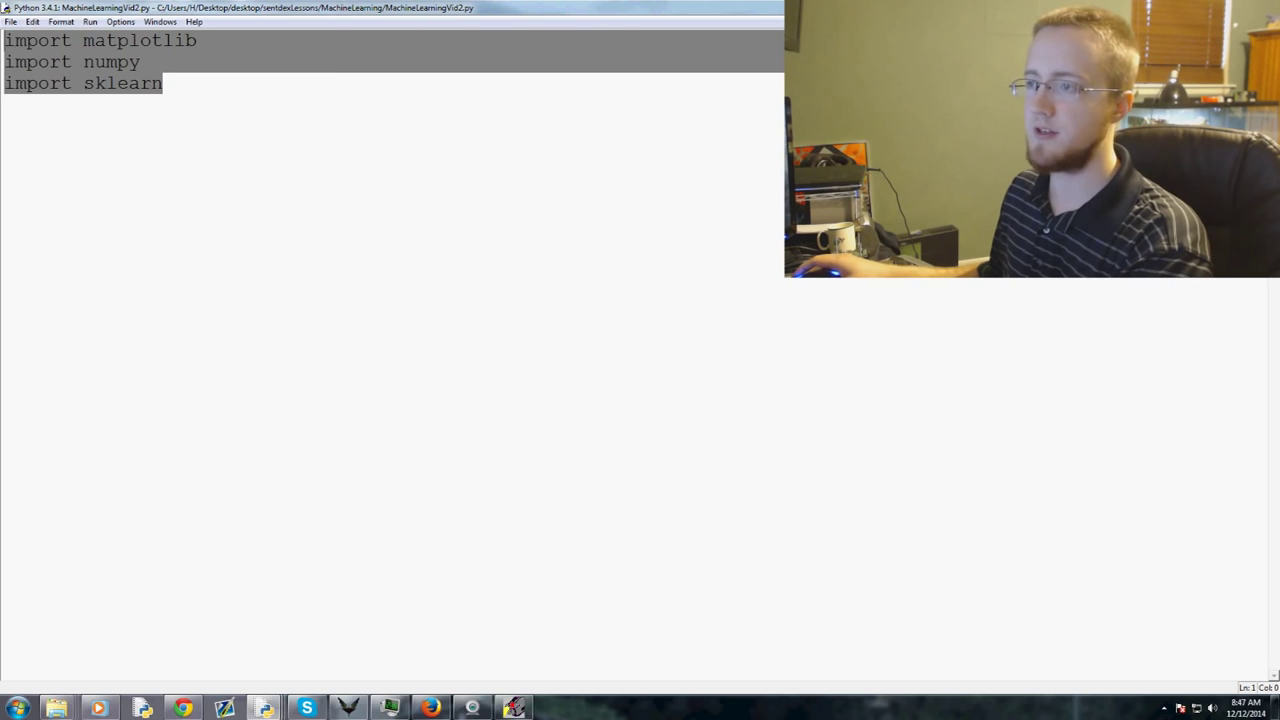 Python 3.4.1: MachineLearningVid2.py - C:/Users/H/Desktop/desktop/sentdexLessons/MachineLearning/MachineLearningVid2.py
File Edit Format Run Options Windows Help
import matplotlib
import numpy
import sklearn
Ln: 1 Col: 0
8:47 AM
12/12/2014